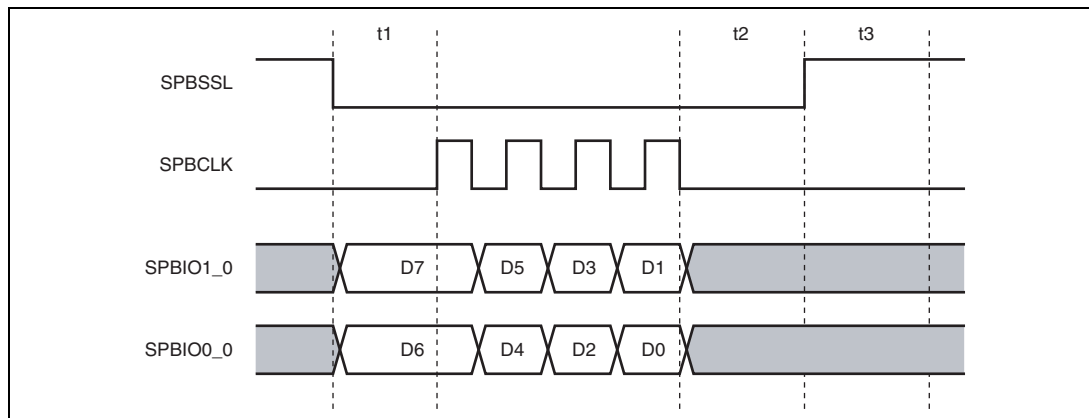 t1 t2 t3
SPBSSL
SPBCLK
SPBIO1_0 D7 D5 D3 D1
SPBIO0_0 D6 D4 D2 D0